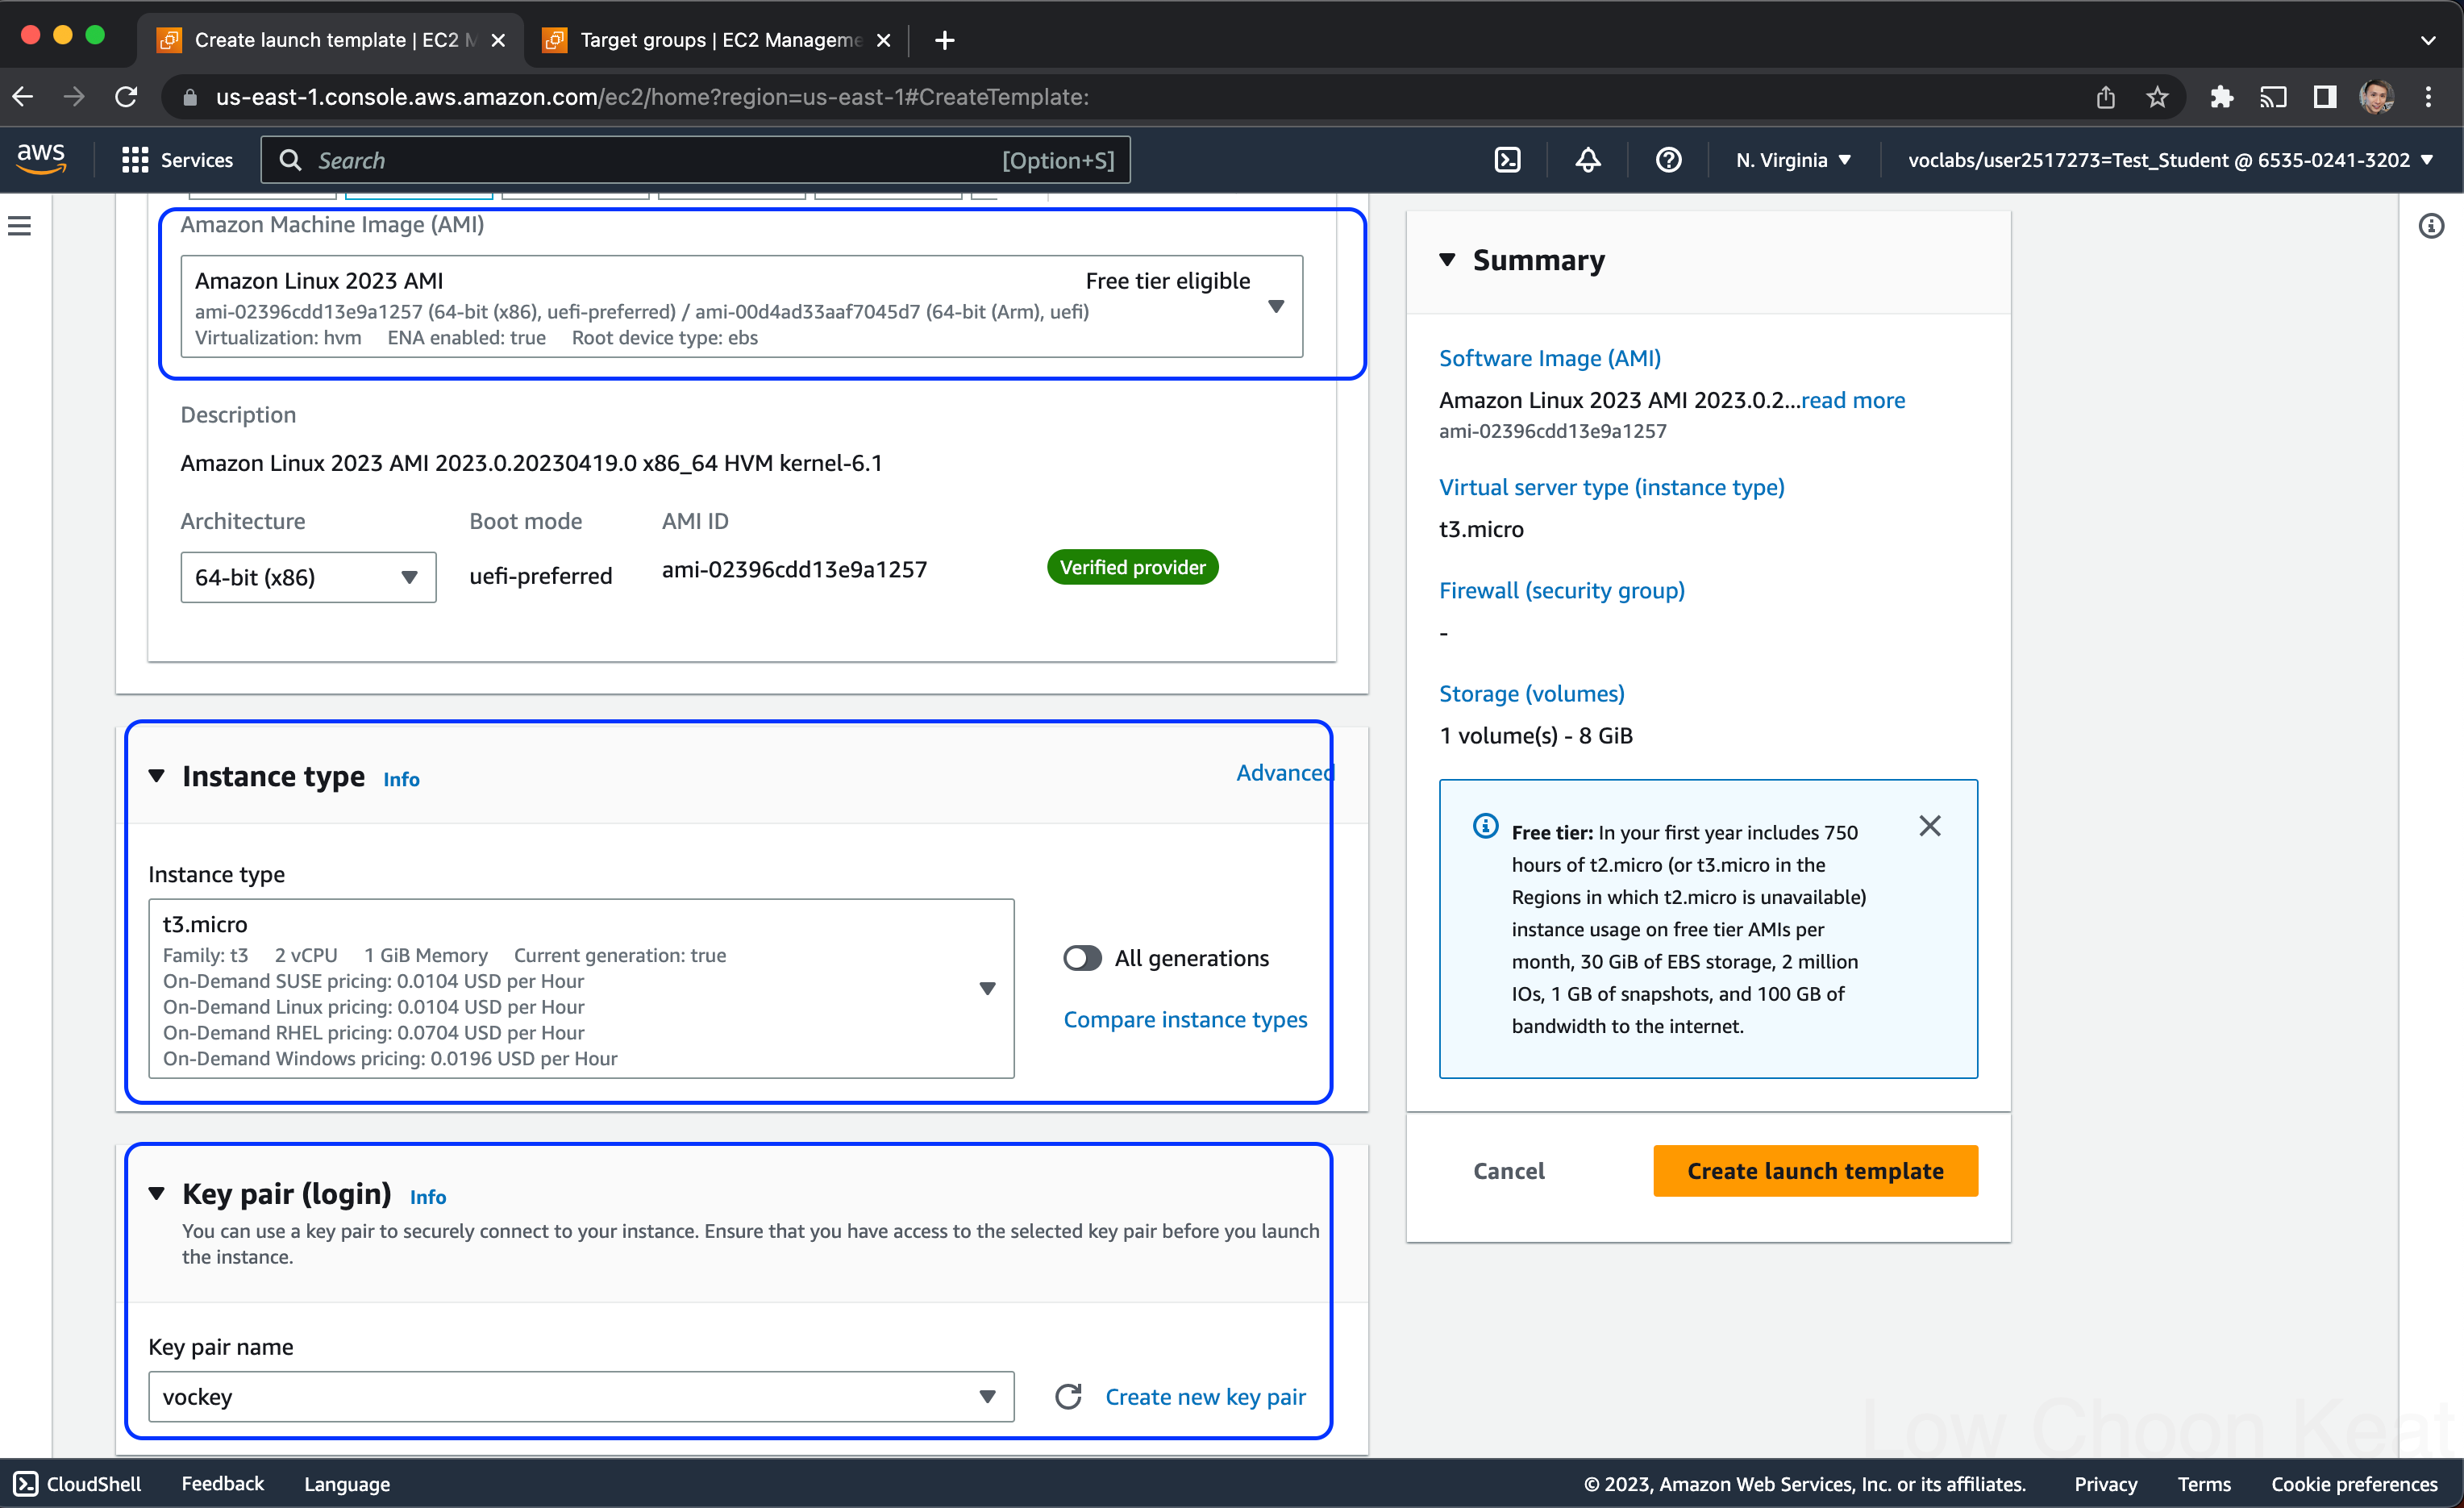 Create launch template | EC2 M
Target groups | EC2 Manageme
us-east-1.console.aws.amazon.com/ec2/home?region=us-east-1#CreateTemplate:
aws
Services
Search
[Option+S]
N. Virginia
voclabs/user2517273=Test_Student @ 6535-0241-3202
Amazon Machine Image (AMI)
Amazon Linux 2023 AMI
Free tier eligible
ami-02396cdd13e9a1257 (64-bit (x86), uefi-preferred) / ami-00d4ad33aaf7045d7 (64-bit (Arm), uefi)
Virtualization: hvm ENA enabled: true Root device type: ebs
Description
Amazon Linux 2023 AMI 2023.0.20230419.0 x86_64 HVM kernel-6.1
Architecture
Boot mode
AMI ID
64-bit (x86)
uefi-preferred
ami-02396cdd13e9a1257
Verified provider
Instance type Info
Advanced
Instance type
t3.micro
Family: t3 2 vCPU 1 GiB Memory Current generation: true
On-Demand SUSE pricing: 0.0104 USD per Hour
On-Demand Linux pricing: 0.0104 USD per Hour
On-Demand RHEL pricing: 0.0704 USD per Hour
On-Demand Windows pricing: 0.0196 USD per Hour
All generations
Compare instance types
Key pair (login) Info
You can use a key pair to securely connect to your instance. Ensure that you have access to the selected key pair before you launch
the instance.
Key pair name
vockey
Create new key pair
Summary
Software Image (AMI)
Amazon Linux 2023 AMI 2023.0.2...read more
ami-02396cdd13e9a1257
Virtual server type (instance type)
t3.micro
Firewall (security group)
-
Storage (volumes)
1 volume(s) - 8 GiB
Free tier: In your first year includes 750
hours of t2.micro (or t3.micro in the
Regions in which t2.micro is unavailable)
instance usage on free tier AMIs per
month, 30 GiB of EBS storage, 2 million
IOs, 1 GB of snapshots, and 100 GB of
bandwidth to the internet.
Cancel
Create launch template
Low Choon Keat
CloudShell
Feedback
Language
© 2023, Amazon Web Services, Inc. or its affiliates.
Privacy
Terms
Cookie preferences